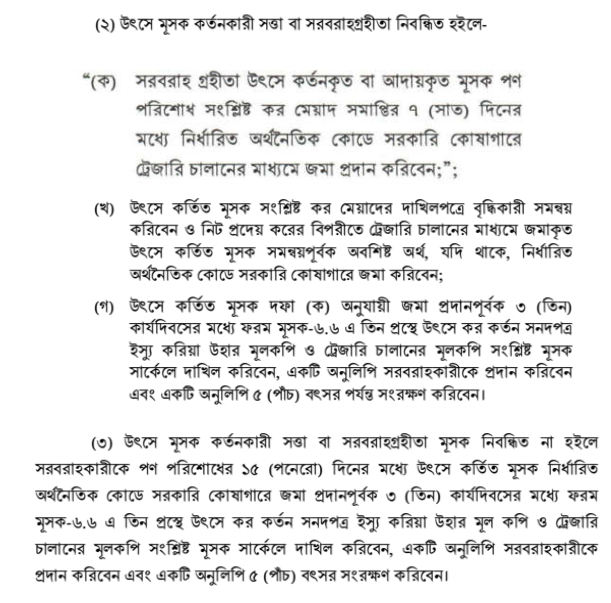 (২) উৎসে মূসক কর্তনকারী সত্তা বা সরবরাহগ্রহীতা নিবন্ধিত হইলে-
“(ক) সরবরাহ গ্রহীতা উৎসে কর্তনকৃত বা আদায়কৃত মূসক পণ
পরিশোধ সংশ্লিষ্ট কর মেয়াদ সমাপ্তির ৭ (সাত) দিনের
মধ্যে নির্ধারিত অর্থনৈতিক কোডে সরকারি কোষাগারে
ট্রেজারি চালানের মাধ্যমে জমা প্রদান করিবেন;”;
(খ) উৎসে কর্তিত মূসক সংশ্লিষ্ট কর মেয়াদের দাখিলপত্রে বৃদ্ধিকারী সমন্বয়
করিবেন ও নিট প্রদেয় করের বিপরীতে ট্রেজারি চালানের মাধ্যমে জমাকৃত
উৎসে কর্তিত মূসক সমন্বয়পূর্বক অবশিষ্ট অর্থ, যদি থাকে, নির্ধারিত
অর্থনৈতিক কোডে সরকারি কোষাগারে জমা করিবেন;
(গ) উৎসে কর্তিত মূসক দফা (ক) অনুযায়ী জমা প্রদানপূর্বক ৩ (তিন)
কার্যদিবসের মধ্যে ফরম মূসক-৬.৬ এ তিন প্রস্থে উৎসে কর কর্তন সনদপত্র
ইস্যু করিয়া উহার মূলকপি ও ট্রেজারি চালানের মূলকপি সংশ্লিষ্ট মূসক
সার্কেলে দাখিল করিবেন, একটি অনুলিপি সরবরাহকারীকে প্রদান করিবেন
এবং একটি অনুলিপি ৫ (পাঁচ) বৎসর পর্যন্ত সংরক্ষণ করিবেন।
(৩) উৎসে মূসক কর্তনকারী সত্তা বা সরবরাহগ্রহীতা মূসক নিবন্ধিত না হইলে
সরবরাহকারীকে পণ পরিশোধের ১৫ (পনেরো) দিনের মধ্যে উৎসে কর্তিত মূসক নির্ধারিত
অর্থনৈতিক কোডে সরকারি কোষাগারে জমা প্রদানপূর্বক ৩ (তিন) কার্যদিবসের মধ্যে ফরম
মূসক-৬.৬ এ তিন প্রস্থে উৎসে কর কর্তন সনদপত্র ইস্যু করিয়া উহার মূল কপি ও ট্রেজারি
চালানের মূলকপি সংশ্লিষ্ট মূসক সার্কেলে দাখিল করিবেন, একটি অনুলিপি সরবরাহকারীকে
প্রদান করিবেন এবং একটি অনুলিপি ৫ (পাঁচ) বৎসর সংরক্ষণ করিবেন।